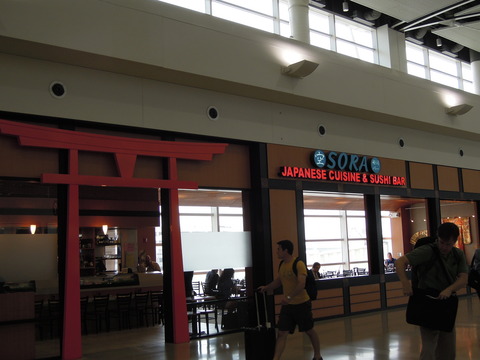 SORA
JAPANESE CUISINE & SUSHI BAR